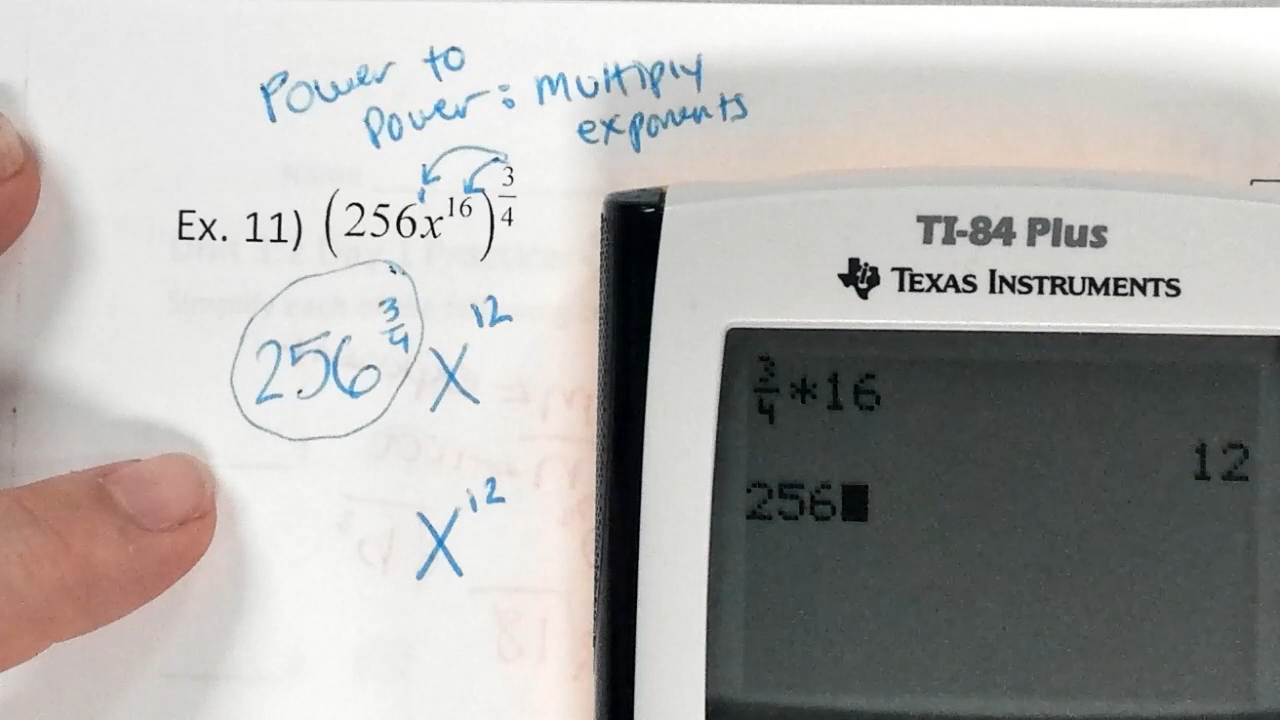 Power to
Power: Multiply
exponents
Ex. 11) (256x^16)^3/4
256^3/4 x^12
x^12
TI-84 Plus
TEXAS INSTRUMENTS
3/4*16
12
256